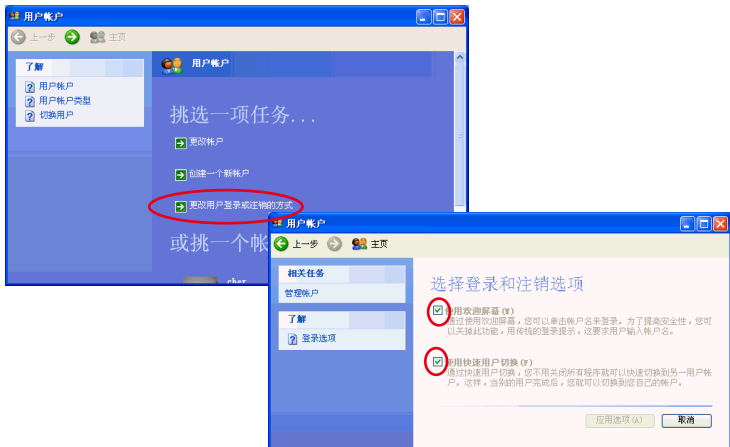 用户帐户
上一步 主页
了解
用户帐户
用户帐户类型
切换用户
用户帐户
挑选一项任务...
更改帐户
创建一个新帐户
更改用户登录或注销的方式
或挑一个帐
cher
用户帐户
上一步 主页
相关任务
管理帐户
了解
登录选项
选择登录和注销选项
使用欢迎屏幕(W)
通过使用欢迎屏幕，您可以单击帐户名来登录。为了提高安全性，您可
以关掉此功能，用传统的登录提示，这要求用户输入帐户名。
使用快速用户切换(F)
通过快速用户切换，您不用关闭所有程序就可以快速切换到另一用户帐
户。这样，当别的用户完成后，您就可以切换到您自己的帐户。
应用选项(A) 取消